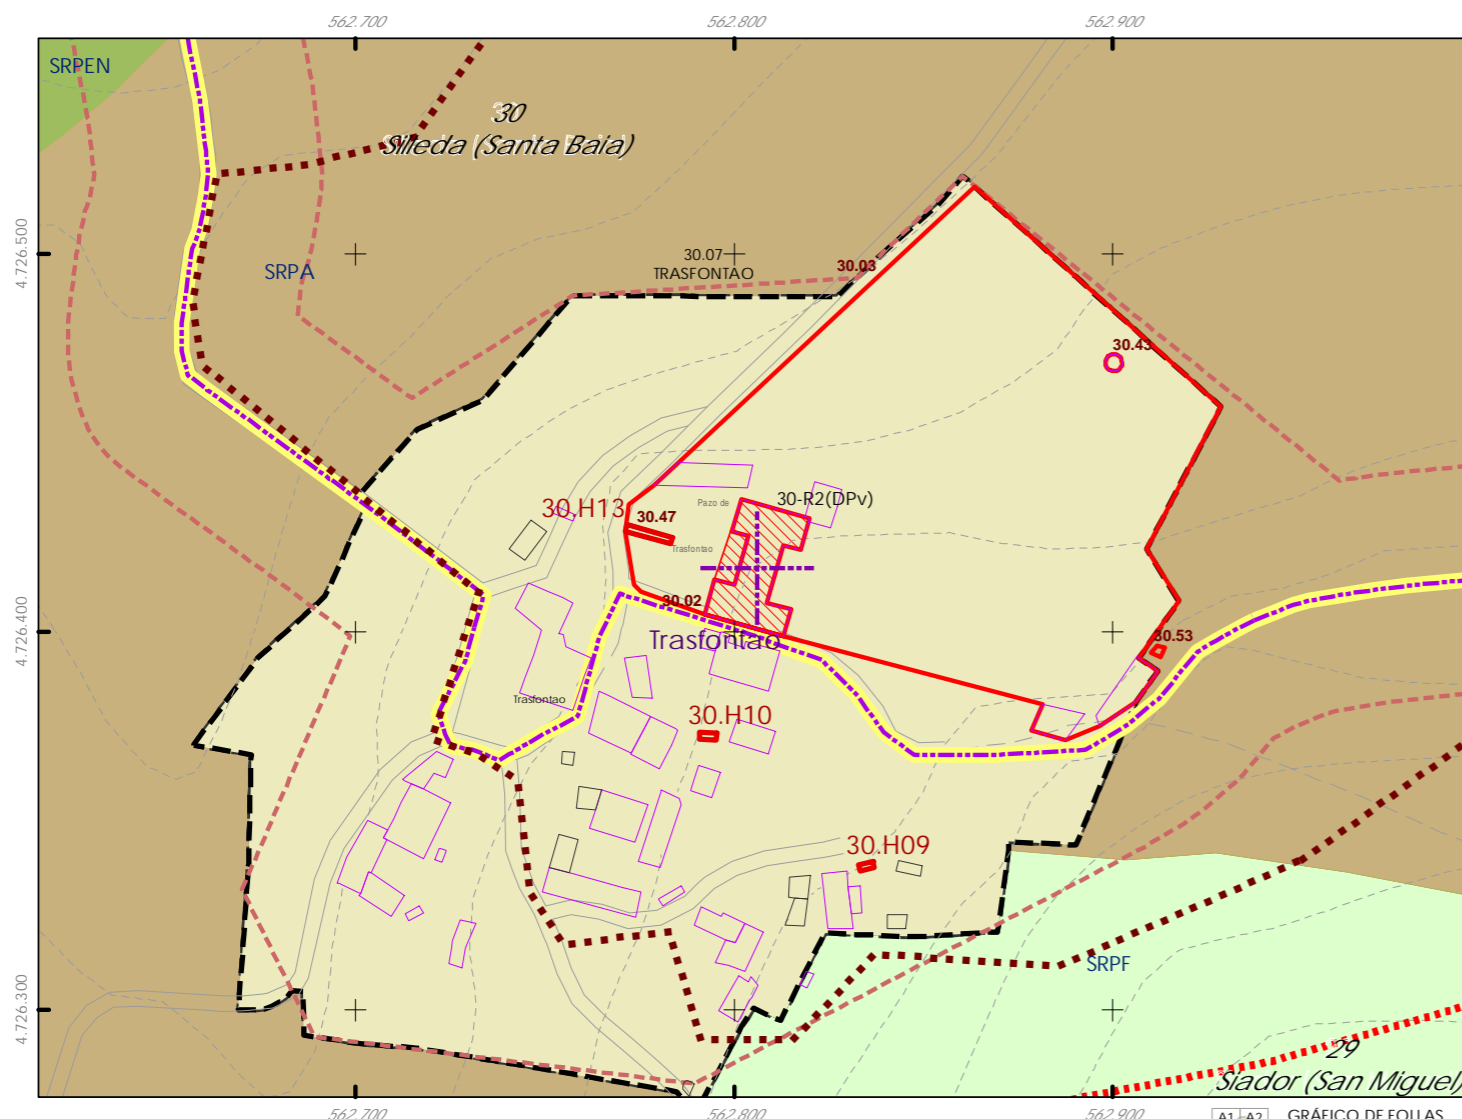 562.700
562.800
562.900
SRPEN
30
Silleda (Santa Baia)
4.726.500
SRPA
30.07
TRASFONTAO
30.03
30.43
30.H13
30.47
Pazo de
Trasfontao
30-R2(DPv)
30.02
4.726.400
Trasfontao
30.53
Trasfontao
30.H10
30.H09
SRPF
4.726.300
29
Siador (San Miguel)
562.700
562.800
562.900
A1 A2
GRÁFICO DE FOLLAS